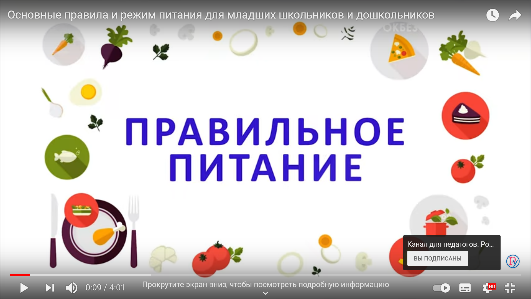 Основные правила и режим питания для младших школьников и дошкольников
ПРАВИЛЬНОЕ
ПИТАНИЕ
Канал для педагогов. Ро...
ВЫ ПОДПИСАНЫ
0:09 / 4:01
Прокрутите экран вниз, чтобы посмотреть подробную информацию